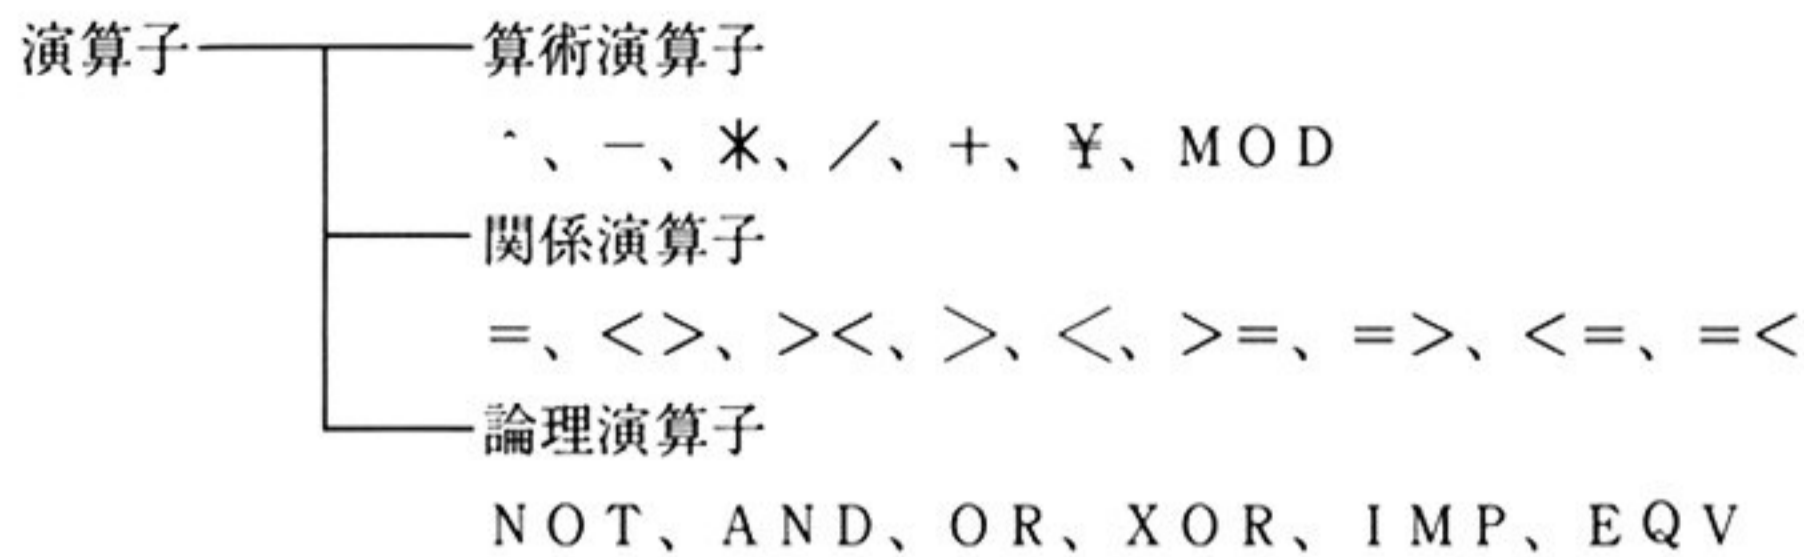 演算子 算術演算子
＾、－、＊、／、＋、￥、ＭＯＤ
関係演算子
＝、＜＞、＞＜、＞、＜、＞＝、＝＞、＜＝、＝＜
論理演算子
ＮＯＴ、ＡＮＤ、ＯＲ、ＸＯＲ、ＩＭＰ、ＥＱＶ